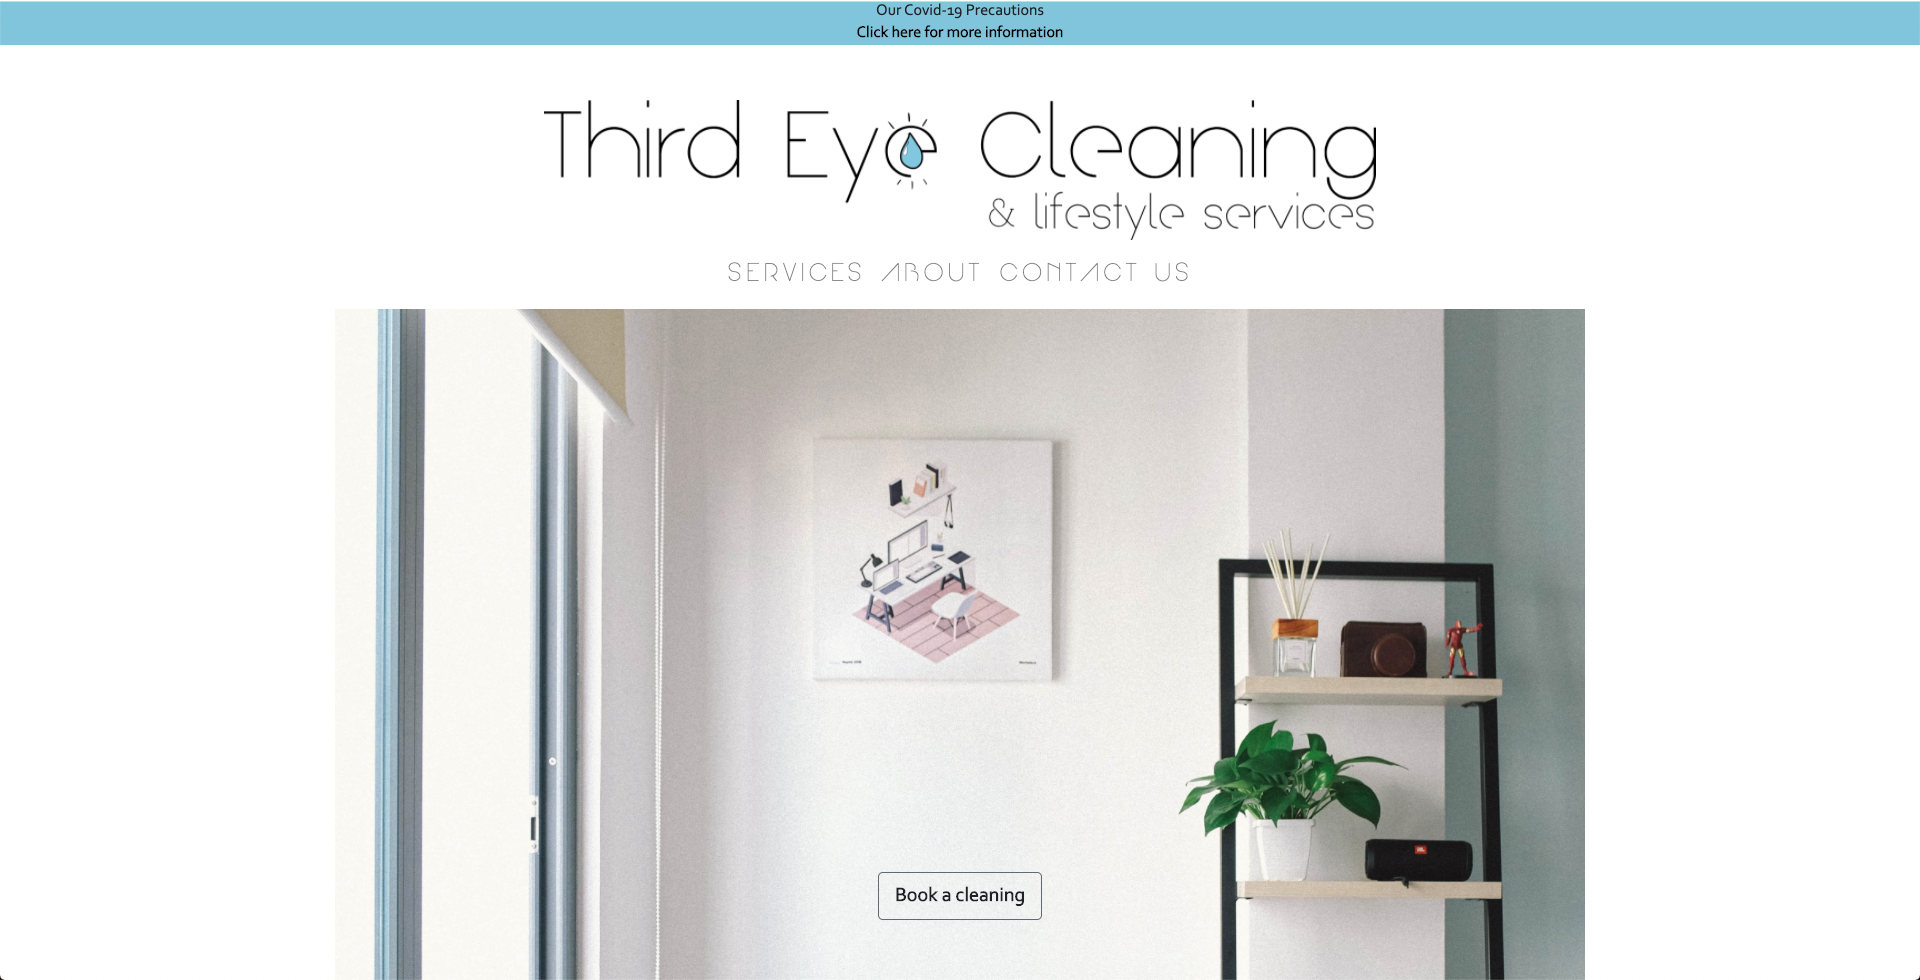 Our Covid-19 Precautions
Click here for more information
Third Eye Cleaning
& lifestyle services
SERVICES ABOUT CONTACT US
JBL
Book a cleaning